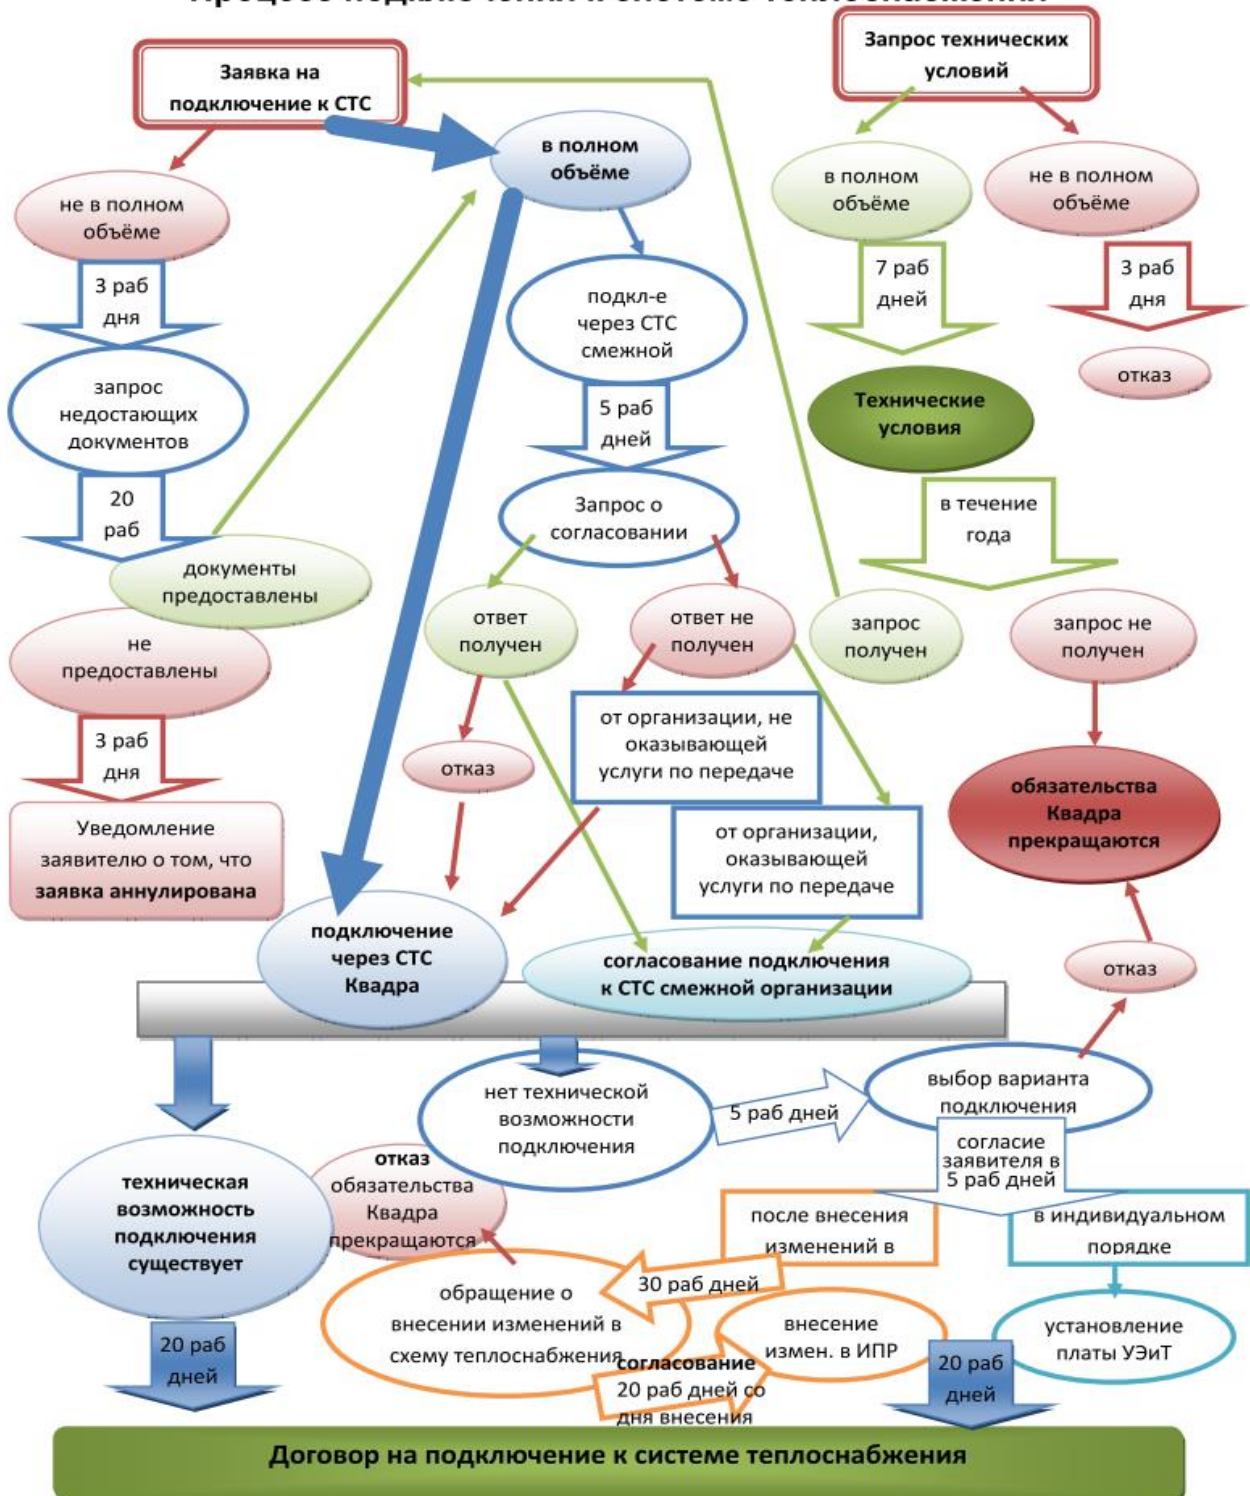 Заявка на
подключение к СТС
Запрос технических
условий
в полном
объёме
в полном
объёме
не в полном
объёме
не в полном
объёме
3 раб
дня
подкл-е
через СТС
смежной
7 раб
дней
3 раб
дня
отказ
запрос
недостающих
документов
5 раб
дней
Технические
условия
20
раб
Запрос о
согласовании
в течение
года
документы
предоставлены
не
предоставлены
ответ
получен
ответ не
получен
запрос
получен
запрос не
получен
3 раб
дня
отказ
от организации, не
оказывающей
услуги по передаче
обязательства
Квадра
прекращаются
Уведомление
заявителю о том, что
заявка аннулирована
от организации,
оказывающей
услуги по передаче
подключение
через СТС
Квадра
согласование подключения
к СТС смежной организации
отказ
нет технической
возможности
подключения
5 раб дней
выбор варианта
подключения
согласие
заявителя в
5 раб дней
техническая
возможность
подключения
существует
отказ
обязательства
Квадра
прекращаются
после внесения
изменений в
в индивидуальном
порядке
30 раб дней
обращение о
внесении изменений в
схему теплоснабжения
внесение
измен. в ИПР
установление
платы УЭиТ
20 раб
дней
согласование
20 раб дней со
дня внесения
20 раб
дней
Договор на подключение к системе теплоснабжения